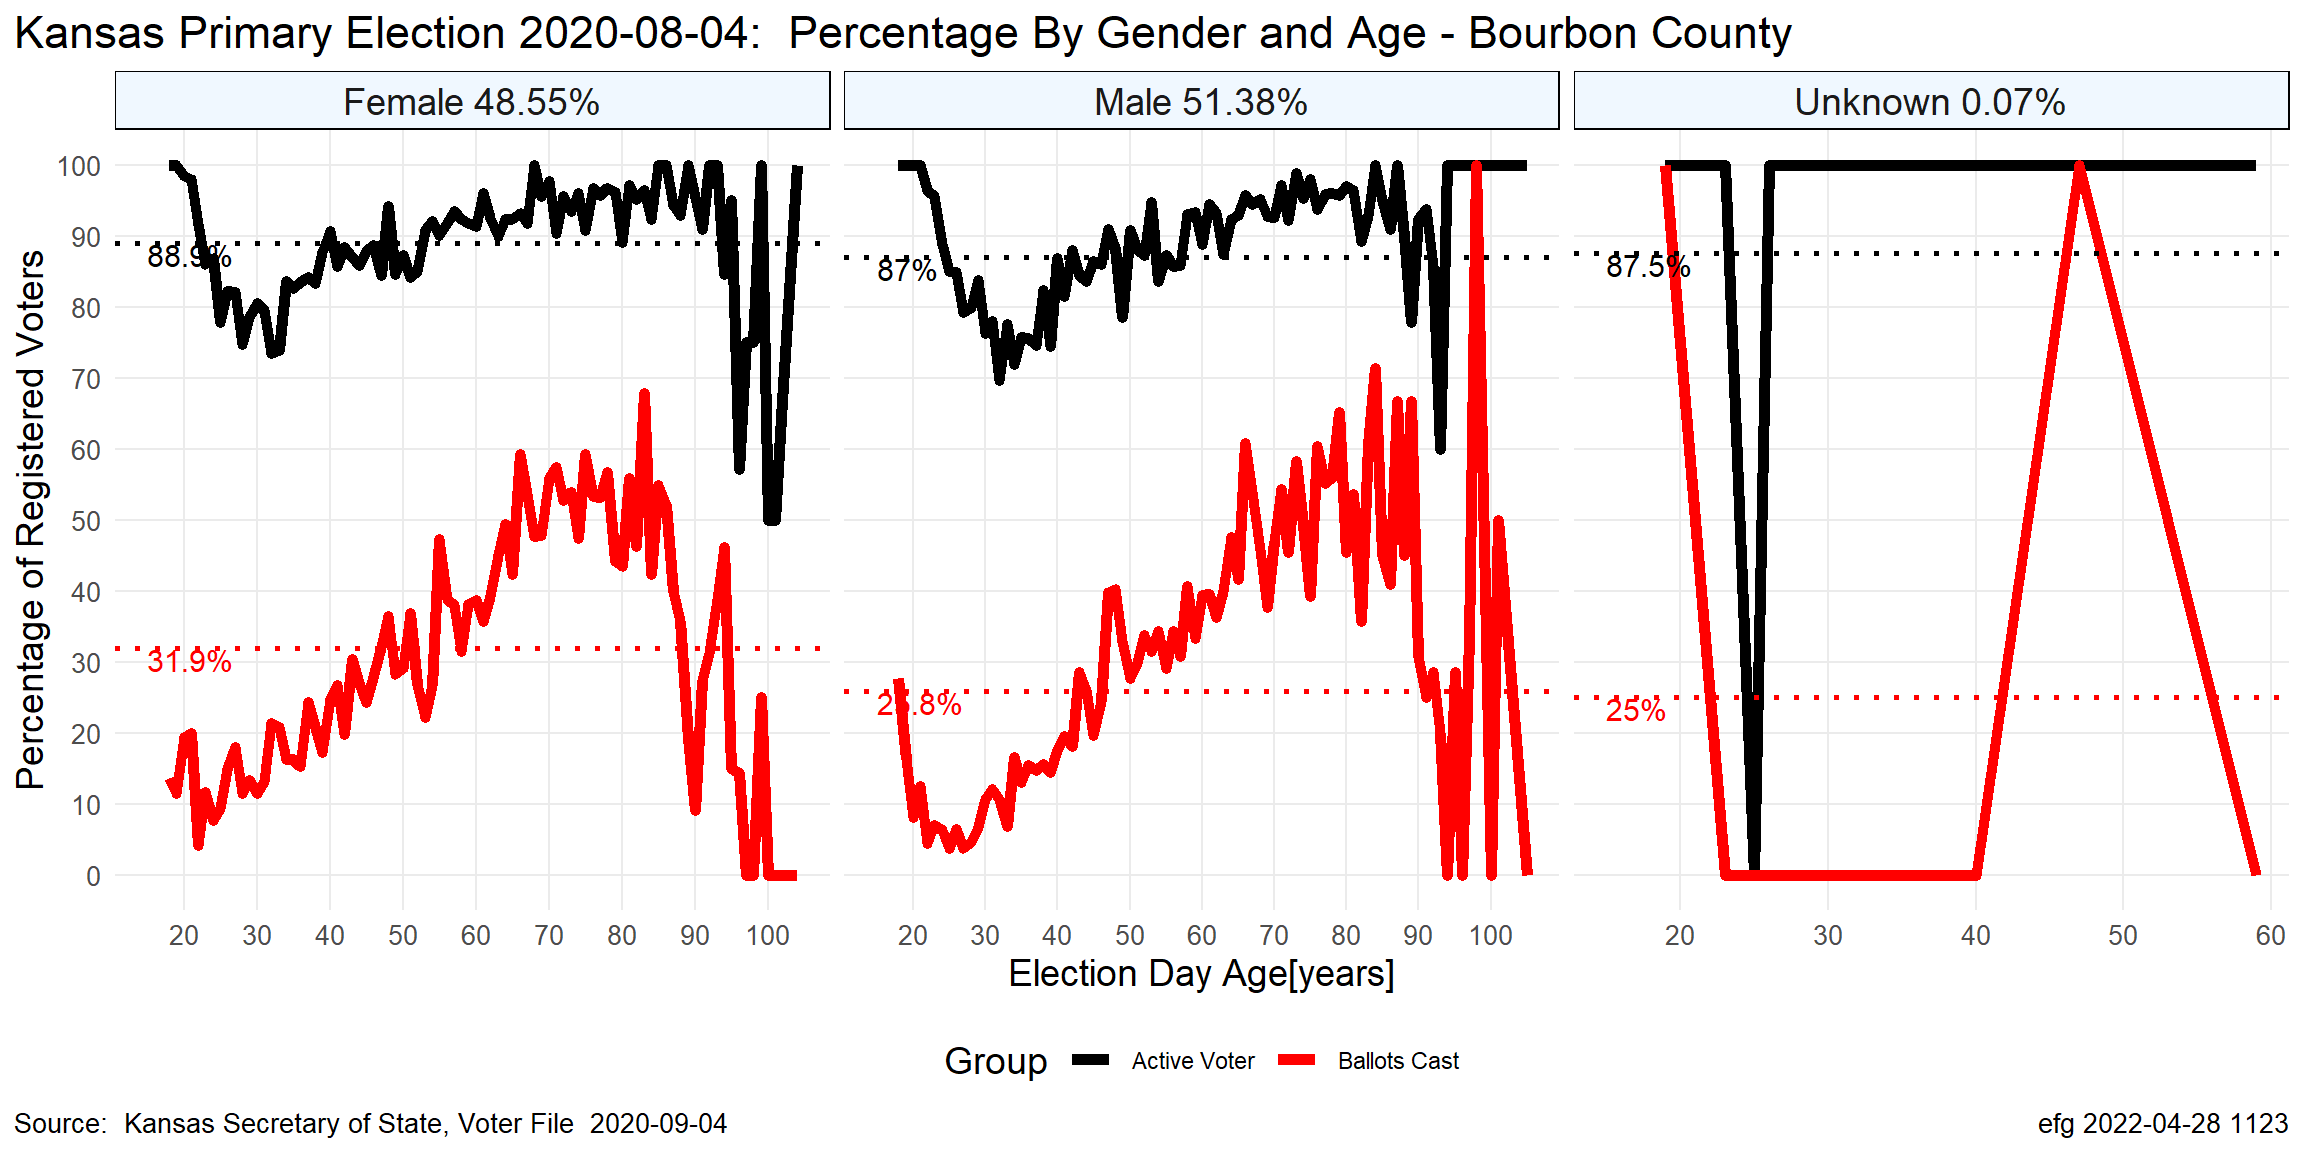 Kansas Primary Election 2020-08-04:  Percentage By Gender and Age - Bourbon County
Female 48.55%
Male 51.38%
Unknown 0.07%
Percentage of Registered Voters
100
90
80
70
60
50
40
30
20
10
0
88.9%
31.9%
87%
25.8%
87.5%
25%
20 30 40 50 60 70 80 90 100
20 30 40 50 60 70 80 90 100
20 30 40 50 60
Election Day Age[years]
Group Active Voter Ballots Cast
Source:  Kansas Secretary of State, Voter File  2020-09-04
efg 2022-04-28 1123